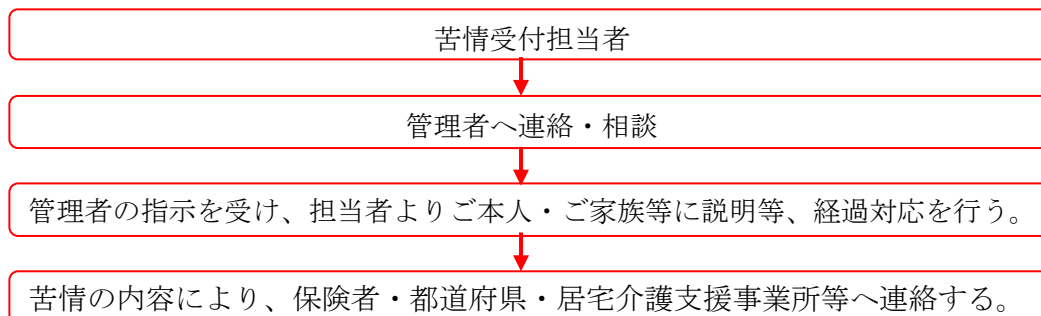 苦情受付担当者
管理者へ連絡・相談
管理者の指示を受け、担当者よりご本人・ご家族等に説明等、経過対応を行う。
苦情の内容により、保険者・都道府県・居宅介護支援事業所等へ連絡する。